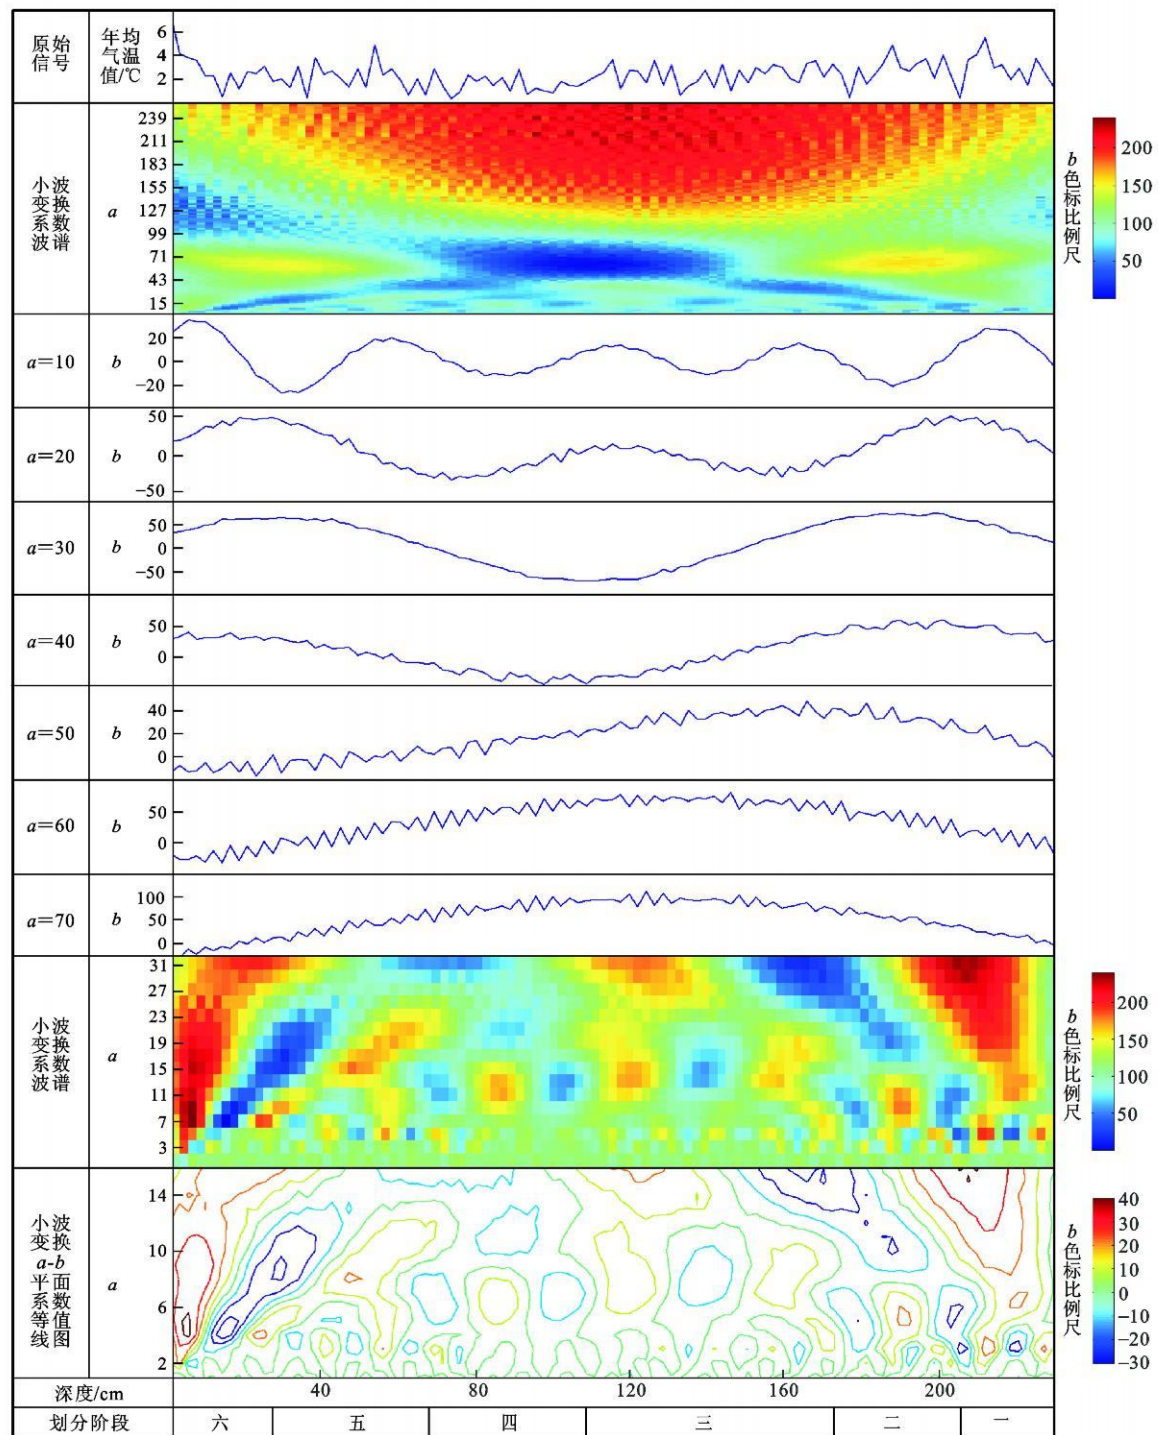 原始
信号
年均
气温
值/℃
6
4
2
小波
变换
系数
波谱
a
239
211
183
155
127
99
71
43
15
b
色标比例尺
200
150
100
50
a=10
b
20
0
−20
a=20
b
50
0
−50
a=30
b
50
0
−50
a=40
b
50
0
a=50
b
40
20
0
a=60
b
50
0
a=70
b
100
50
0
小波
变换
系数
波谱
a
31
27
23
19
15
11
7
3
b
色标比例尺
200
150
100
50
小波
变换
a-b
平面
系数
等值
线图
a
14
10
6
2
b
色标比例尺
40
30
20
10
0
−10
−20
−30
深度/cm
40
80
120
160
200
划分阶段
六
五
四
三
二
一